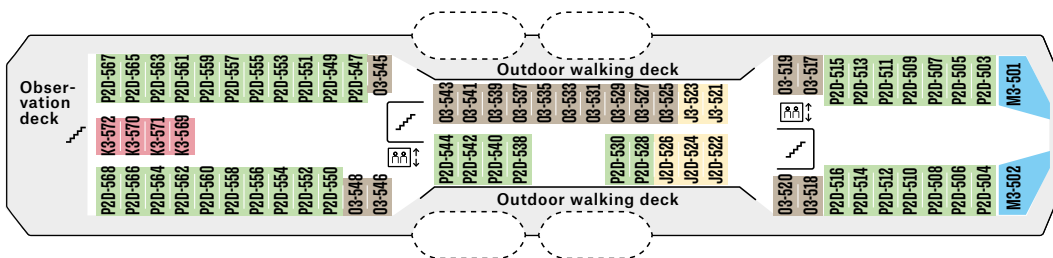 Outdoor walking deck
Obser-
vation
deck
P2D-567
P2D-565
P2D-563
P2D-561
P2D-559
P2D-557
P2D-555
P2D-553
P2D-551
P2D-549
P2D-547
O3-545
O3-543
O3-541
O3-539
O3-537
O3-535
O3-533
O3-531
O3-529
O3-527
O3-525
J3-523
J3-521
O3-519
O3-517
P2D-515
P2D-513
P2D-511
P2D-509
P2D-507
P2D-505
P2D-503
M3-501
K3-572
K3-570
K3-571
K3-569
P2D-568
P2D-566
P2D-564
P2D-562
P2D-560
P2D-558
P2D-556
P2D-554
P2D-552
P2D-550
O3-548
O3-546
P2D-544
P2D-542
P2D-540
P2D-538
P2D-530
P2D-528
J2D-526
J2D-524
J2D-522
O3-520
O3-518
P2D-516
P2D-514
P2D-512
P2D-510
P2D-508
P2D-506
P2D-504
M3-502
Outdoor walking deck